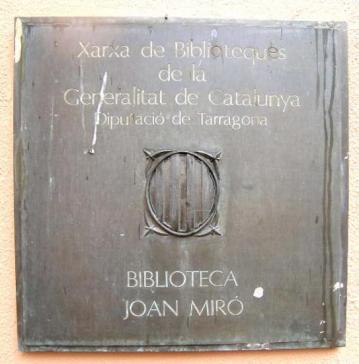 Xarxa de Biblioteques
de la
Generalitat de Catalunya
Diputació de Tarragona
BIBLIOTECA
JOAN MIRÓ